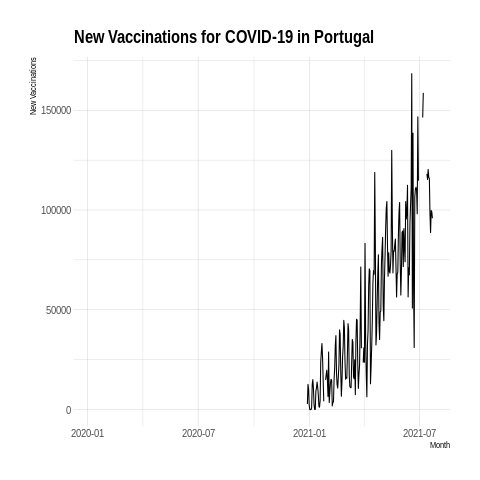 New Vaccinations for COVID-19 in Portugal
New Vaccinations
150000
100000
50000
0
2020-01 2020-07 2021-01 2021-07
Month